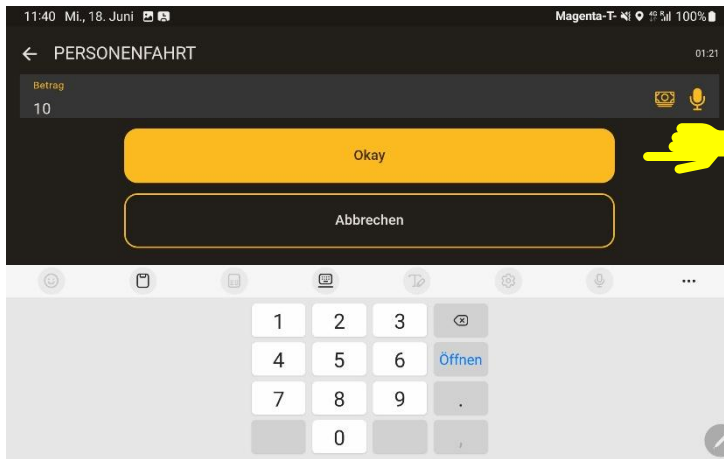 11:40 Mi., 18. Juni Magenta-T- 100%
PERSONENFAHRT 01:21
Betrag
10
Okay
Abbrechen
1 2 3
4 5 6 Öffnen
7 8 9 .
0 ,